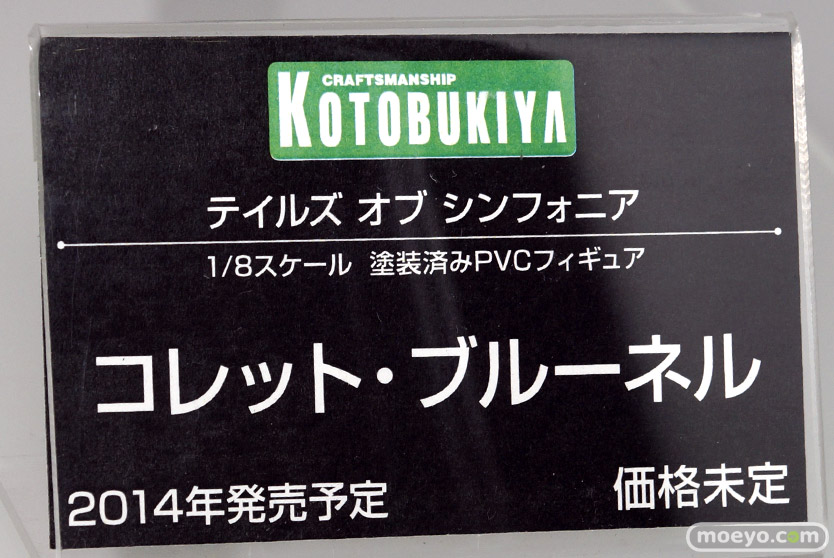 CRAFTSMANSHIP
KOTOBUKIYA
テイルズ オブ シンフォニア
1/8スケール 塗装済みPVCフィギュア
コレット・ブルーネル
2014年発売予定
価格未定
moeyo.com